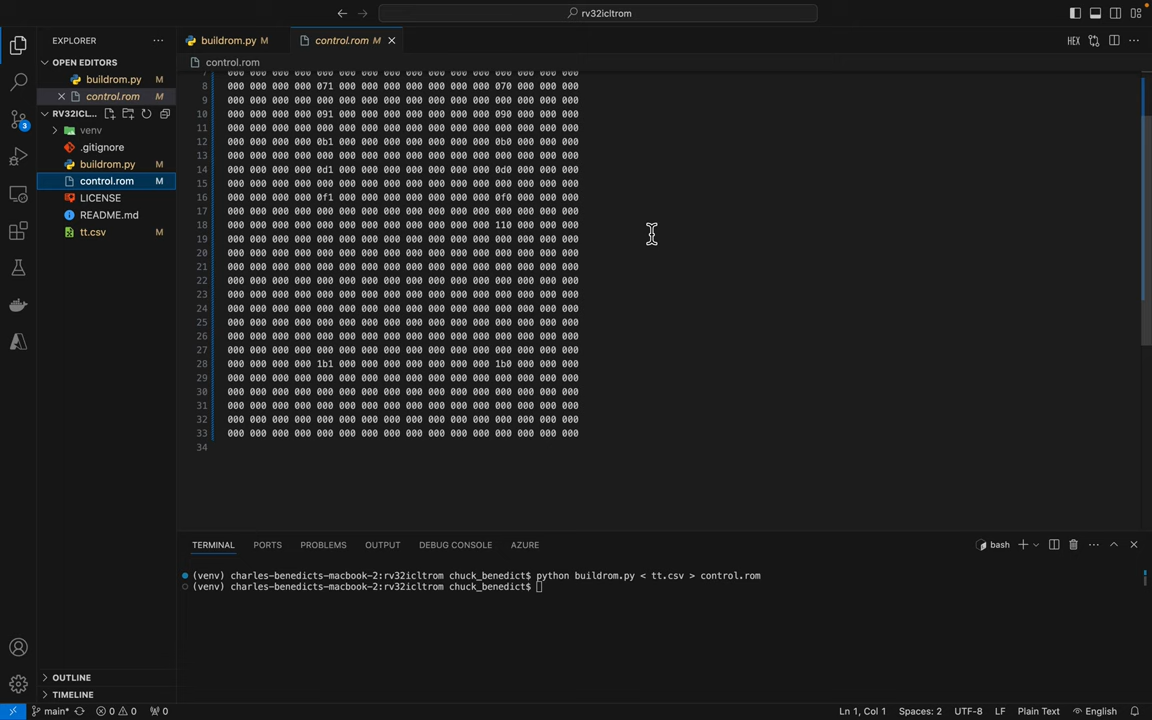 rv32icltrom
EXPLORER
buildrom.py M
control.rom M
HEX
OPEN EDITORS
control.rom
buildrom.py M
control.rom M
RV32ICL...
venv
.gitignore
buildrom.py M
control.rom M
LICENSE
README.md
tt.csv M
3
8 000 000 000 000 071 000 000 000 000 000 000 000 070 000 000 000
9 000 000 000 000 000 000 000 000 000 000 000 000 000 000 000 000
10 000 000 000 000 091 000 000 000 000 000 000 000 090 000 000 000
11 000 000 000 000 000 000 000 000 000 000 000 000 000 000 000 000
12 000 000 000 000 0b1 000 000 000 000 000 000 000 0b0 000 000 000
13 000 000 000 000 000 000 000 000 000 000 000 000 000 000 000 000
14 000 000 000 000 0d1 000 000 000 000 000 000 000 0d0 000 000 000
15 000 000 000 000 000 000 000 000 000 000 000 000 000 000 000 000
16 000 000 000 000 0f1 000 000 000 000 000 000 000 0f0 000 000 000
17 000 000 000 000 000 000 000 000 000 000 000 000 000 000 000 000
18 000 000 000 000 000 000 000 000 000 000 000 000 110 000 000 000
19 000 000 000 000 000 000 000 000 000 000 000 000 000 000 000 000
20 000 000 000 000 000 000 000 000 000 000 000 000 000 000 000 000
21 000 000 000 000 000 000 000 000 000 000 000 000 000 000 000 000
22 000 000 000 000 000 000 000 000 000 000 000 000 000 000 000 000
23 000 000 000 000 000 000 000 000 000 000 000 000 000 000 000 000
24 000 000 000 000 000 000 000 000 000 000 000 000 000 000 000 000
25 000 000 000 000 000 000 000 000 000 000 000 000 000 000 000 000
26 000 000 000 000 000 000 000 000 000 000 000 000 000 000 000 000
27 000 000 000 000 000 000 000 000 000 000 000 000 000 000 000 000
28 000 000 000 000 1b1 000 000 000 000 000 000 000 1b0 000 000 000
29 000 000 000 000 000 000 000 000 000 000 000 000 000 000 000 000
30 000 000 000 000 000 000 000 000 000 000 000 000 000 000 000 000
31 000 000 000 000 000 000 000 000 000 000 000 000 000 000 000 000
32 000 000 000 000 000 000 000 000 000 000 000 000 000 000 000 000
33 000 000 000 000 000 000 000 000 000 000 000 000 000 000 000 000
34
TERMINAL PORTS PROBLEMS OUTPUT DEBUG CONSOLE AZURE
bash
(venv) charles-benedicts-macbook-2:rv32icltrom chuck_benedict$ python buildrom.py < tt.csv > control.rom
(venv) charles-benedicts-macbook-2:rv32icltrom chuck_benedict$
OUTLINE
TIMELINE
main* 0 0 0 Ln 1, Col 1 Spaces: 2 UTF-8 LF Plain Text English